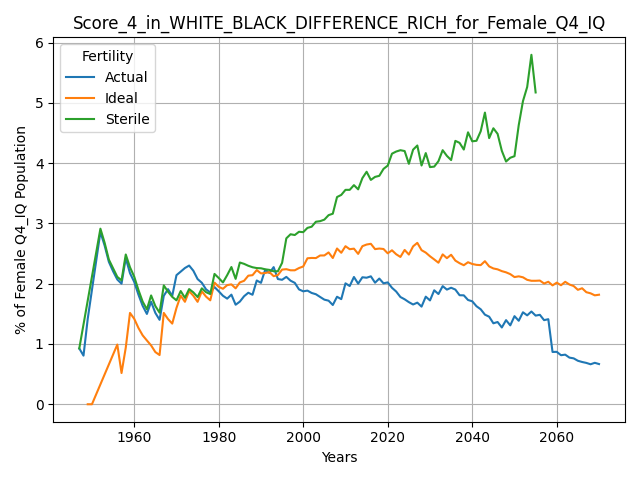 Score_4_in_WHITE_BLACK_DIFFERENCE_RICH_for_Female_Q4_IQ
Fertility
Actual
Ideal
Sterile
% of Female Q4_IQ Population
6
5
4
3
2
1
0
1960
1980
2000
2020
2040
2060
Years